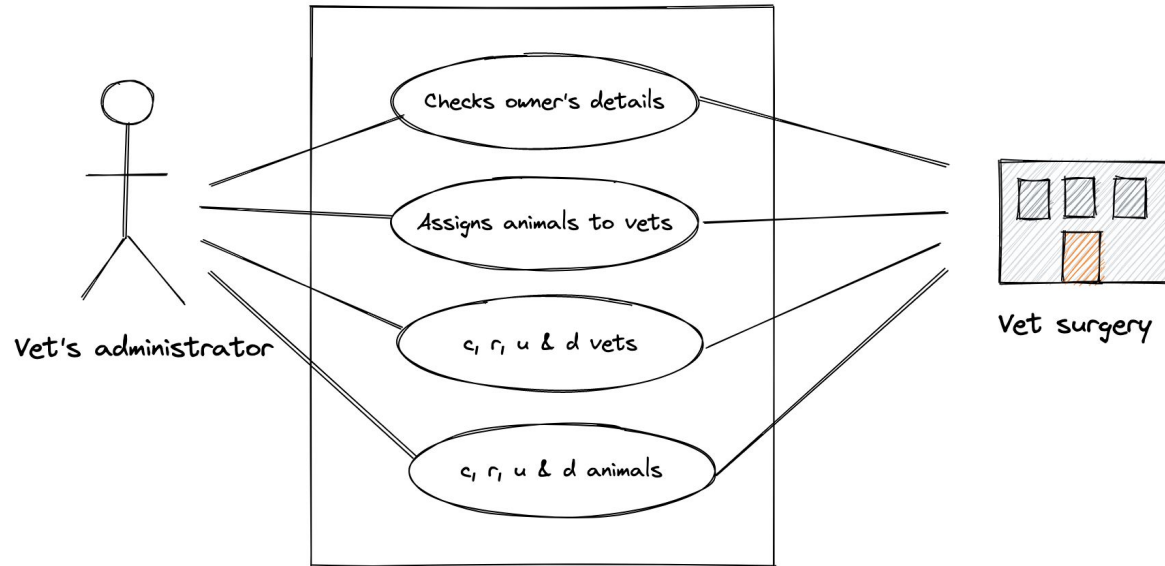 Checks owner's details
Assigns animals to vets
c, r, u & d vets
c, r, u & d animals
Vet's administrator
Vet surgery